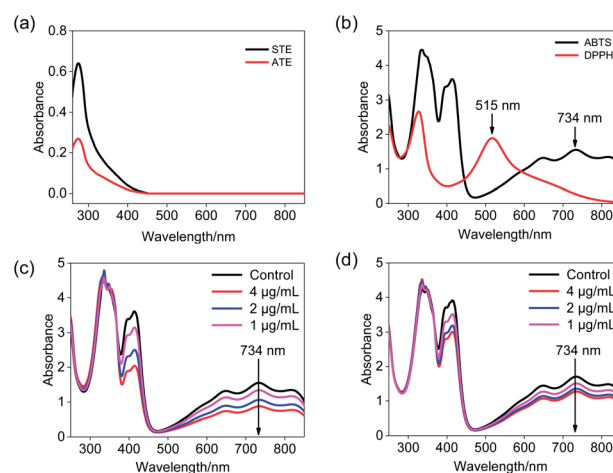 (a)
0.8
0.6
0.4
0.2
0.0
Absorbance
STE
ATE
300 400 500 600 700 800
Wavelength/nm
(b)
5
4
3
2
1
0
Absorbance
ABTS
DPPH
515 nm
734 nm
300 400 500 600 700 800
Wavelength/nm
(c)
5
4
3
2
1
0
Absorbance
Control
4 μg/mL
2 μg/mL
1 μg/mL
734 nm
300 400 500 600 700 800
Wavelength/nm
(d)
5
4
3
2
1
0
Absorbance
Control
4 μg/mL
2 μg/mL
1 μg/mL
734 nm
300 400 500 600 700 800
Wavelength/nm